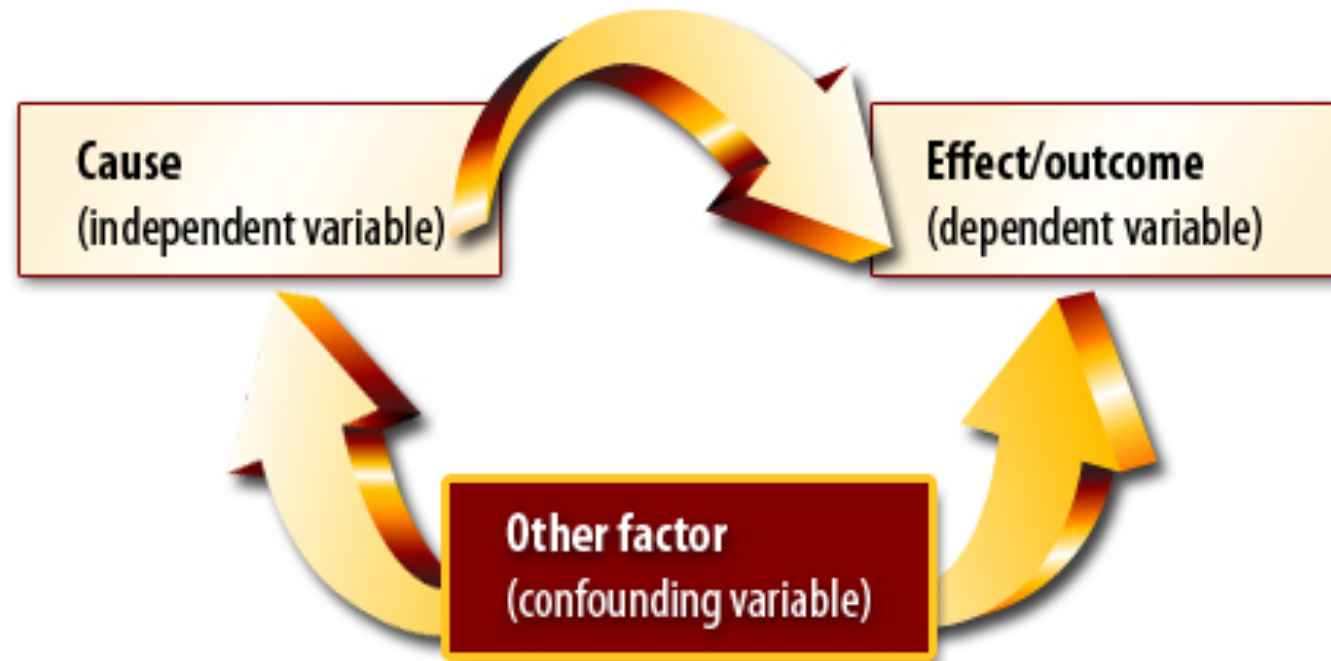 Cause
(independent variable)
Effect/outcome
(dependent variable)
Other factor
(confounding variable)